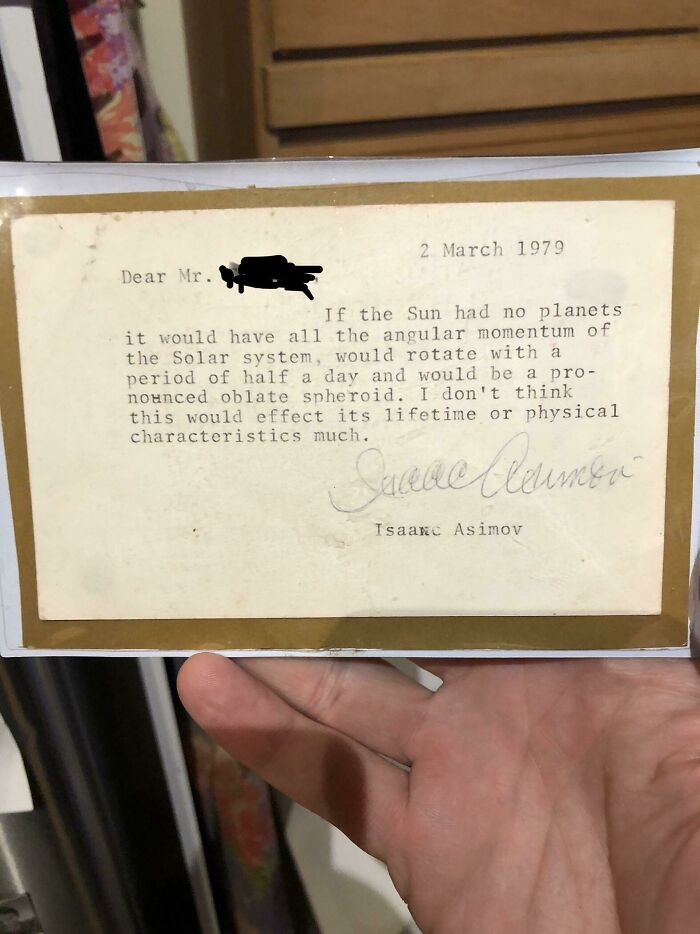 2 March 1979
Dear Mr.
If the Sun had no planets
it would have all the angular momentum of
the Solar system, would rotate with a
period of half a day and would be a pro-
nounced oblate spheroid. I don't think
this would effect its lifetime or physical
characteristics much.
Isaac Asimov
Isaac Asimov